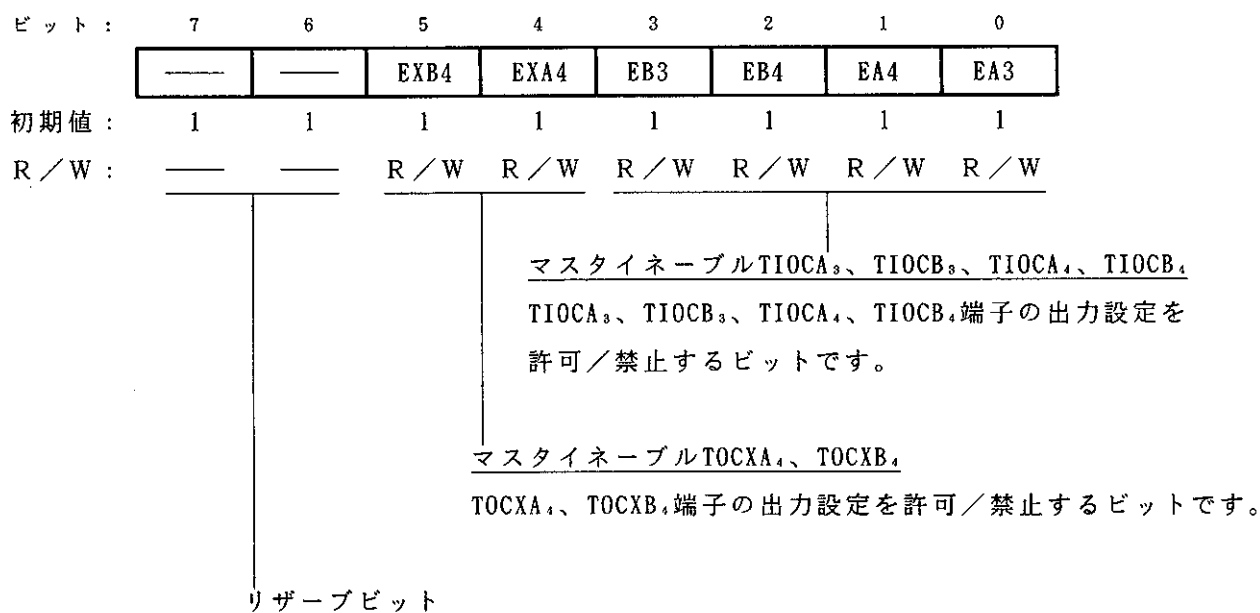 ビット： 7 6 5 4 3 2 1 0
—— —— EXB4 EXA4 EB3 EB4 EA4 EA3
初期値： 1 1 1 1 1 1 1 1
R／W： —— —— R／W R／W R／W R／W R／W R／W
マスタイネーブルTIOCA₃、TIOCB₃、TIOCA₄、TIOCB₄
TIOCA₃、TIOCB₃、TIOCA₄、TIOCB₄端子の出力設定を
許可／禁止するビットです。
マスタイネーブルTOCXA₄、TOCXB₄
TOCXA₄、TOCXB₄端子の出力設定を許可／禁止するビットです。
リザーブビット